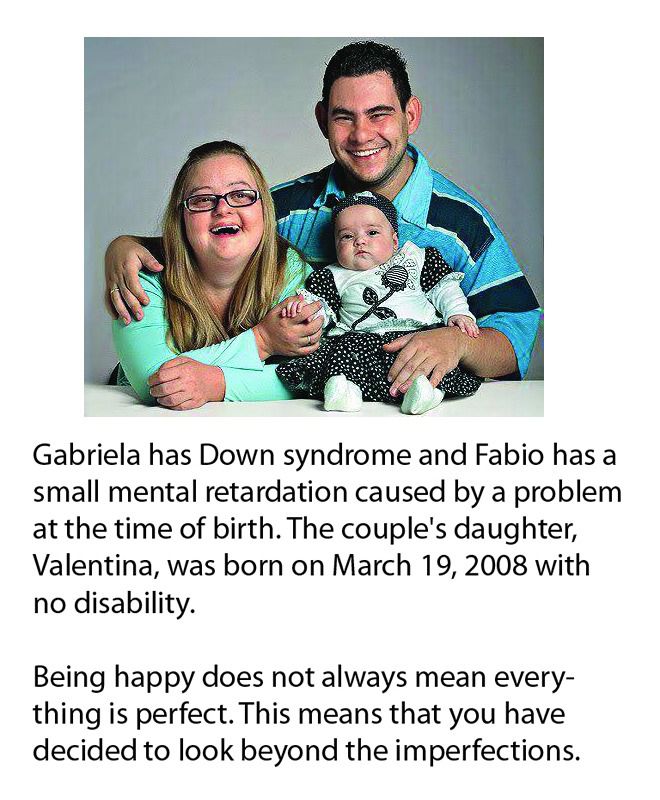 Gabriela has Down syndrome and Fabio has a
small mental retardation caused by a problem
at the time of birth. The couple's daughter,
Valentina, was born on March 19, 2008 with
no disability.
Being happy does not always mean every-
thing is perfect. This means that you have
decided to look beyond the imperfections.